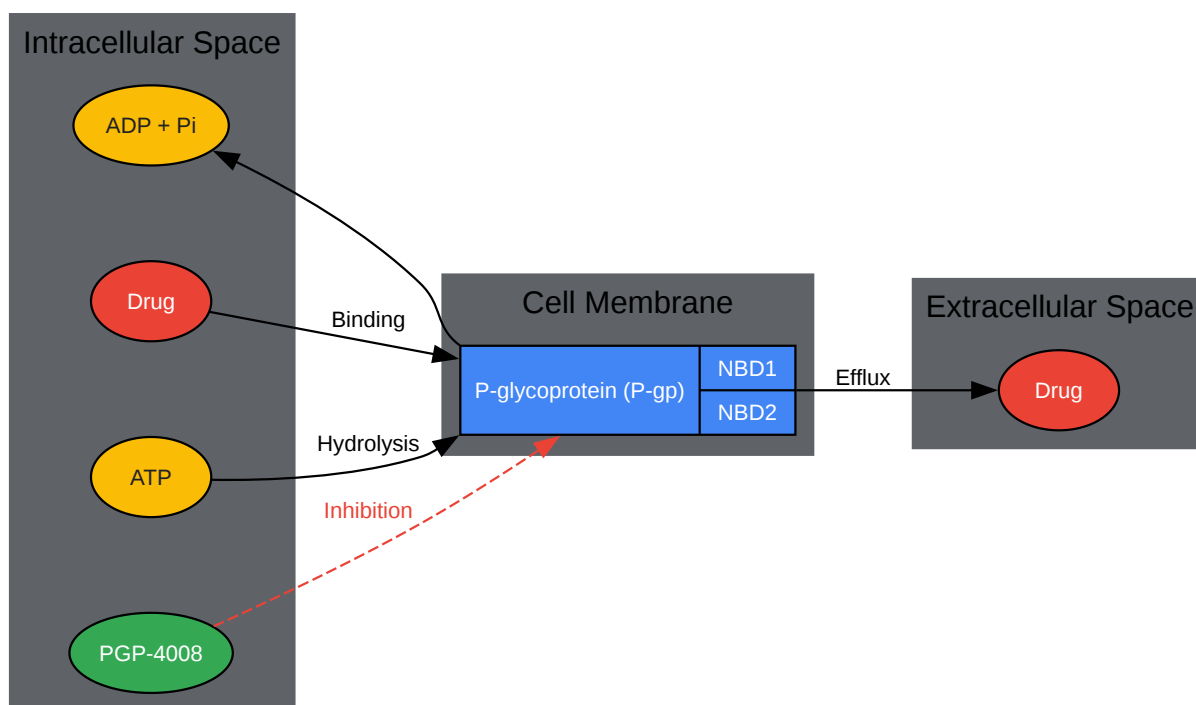 Intracellular Space
ADP + Pi
Drug
Binding
Cell Membrane
Extracellular Space
P-glycoprotein (P-gp)
NBD1
NBD2
Efflux
Drug
Hydrolysis
ATP
Inhibition
PGP-4008